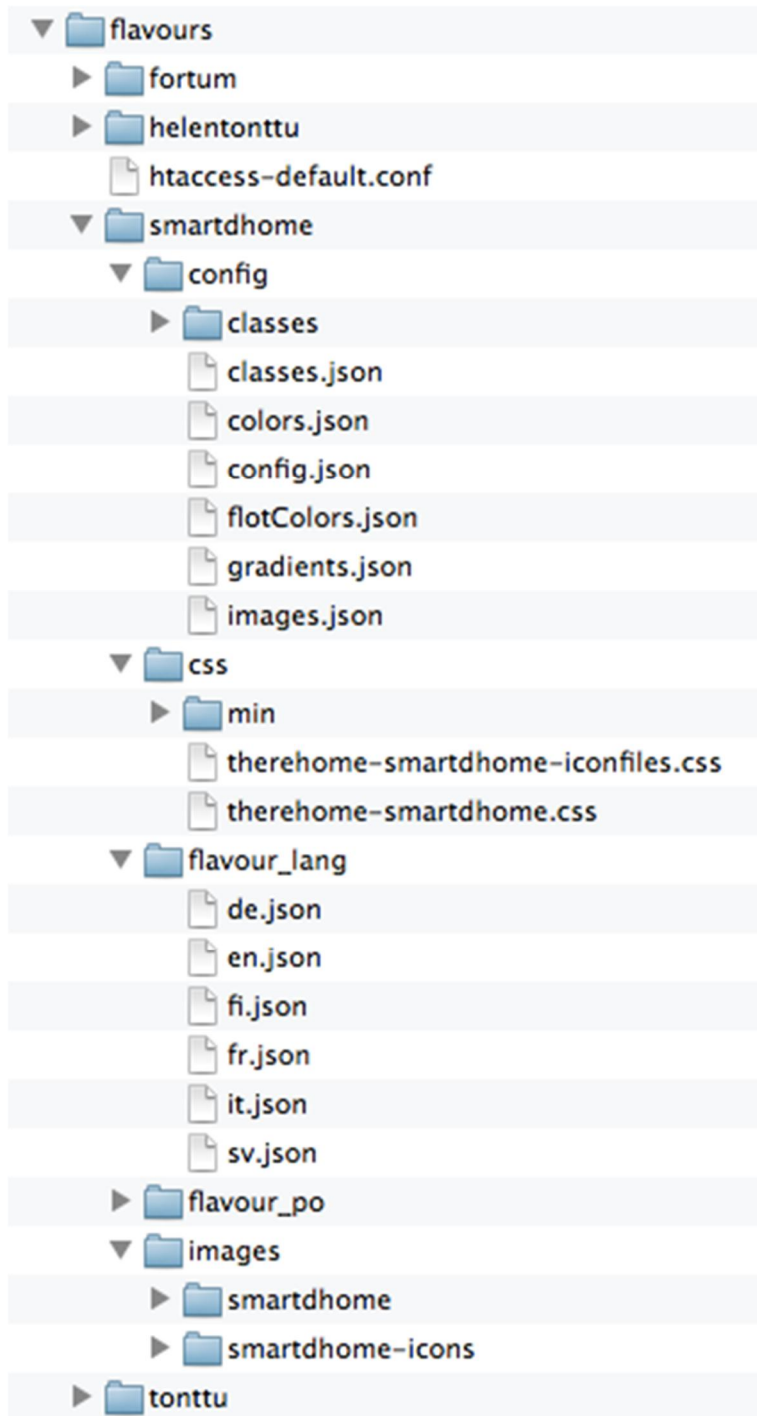 flavours
fortum
helentonttu
htaccess-default.conf
smartdhome
config
classes
classes.json
colors.json
config.json
flotColors.json
gradients.json
images.json
css
min
therehome-smartdhome-iconfiles.css
therehome-smartdhome.css
flavour_lang
de.json
en.json
fi.json
fr.json
it.json
sv.json
flavour_po
images
smartdhome
smartdhome-icons
tonttu